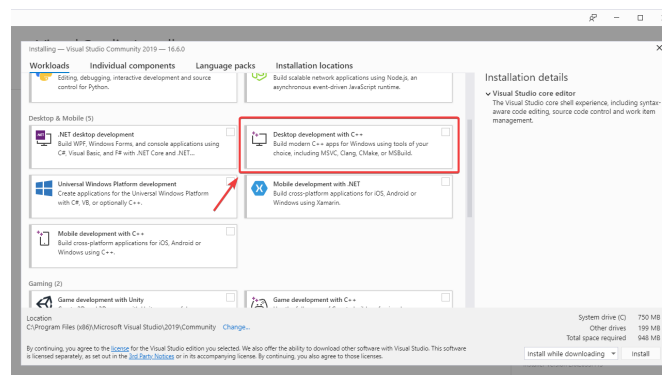 Installing — Visual Studio Community 2019 — 16.6.0
Workloads
Individual components
Language packs
Installation locations
Editing, debugging, interactive development and source
control for Python.
Build scalable network applications using Node.js, an
asynchronous event-driven JavaScript runtime.
Desktop & Mobile (5)
.NET desktop development
Build WPF, Windows Forms, and console applications using
C#, Visual Basic, and F# with .NET Core and .NET...
Desktop development with C++
Build modern C++ apps for Windows using tools of your
choice, including MSVC, Clang, CMake, or MSBuild.
Universal Windows Platform development
Create applications for the Universal Windows Platform
with C#, VB, or optionally C++.
Mobile development with .NET
Build cross-platform applications for iOS, Android or
Windows using Xamarin.
Mobile development with C++
Build cross-platform applications for iOS, Android or
Windows using C++.
Gaming (2)
Game development with Unity
Game development with C++
Installation details
Visual Studio core editor
The Visual Studio core shell experience, including syntax-
aware code editing, source code control and work item
management.
Location
C:\Program Files (x86)\Microsoft Visual Studio\2019\Community Change...
System drive (C) 750 MB
Other drives 199 MB
Total space required 948 MB
By continuing, you agree to the license for the Visual Studio edition you selected. We also offer the ability to download other software with Visual Studio. This software
is licensed separately, as set out in the 3rd Party Notices or in its accompanying license. By continuing, you also agree to those licenses.
Install while downloading
Install